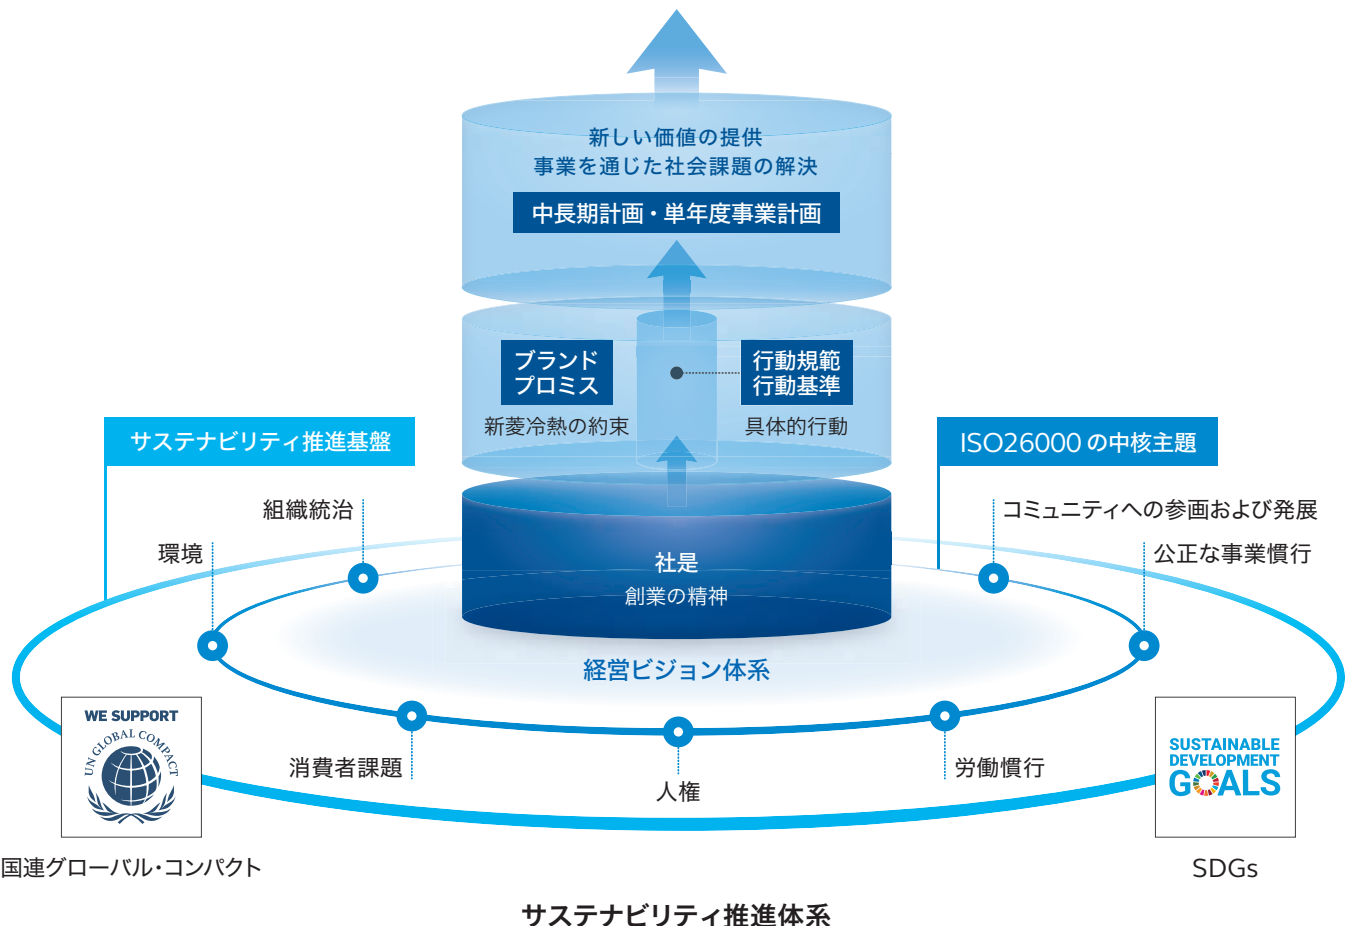 新しい価値の提供
事業を通じた社会課題の解決
中長期計画・単年度事業計画
ブランド
プロミス
新菱冷熱の約束
行動規範
行動基準
具体的行動
サステナビリティ推進基盤
ISO26000の中核主題
組織統治
環境
コミュニティへの参画および発展
公正な事業慣行
社是
創業の精神
経営ビジョン体系
消費者課題
人権
労働慣行
WE SUPPORT
UN GLOBAL COMPACT
国連グローバル・コンパクト
SUSTAINABLE
DEVELOPMENT
GOALS
SDGs
サステナビリティ推進体系